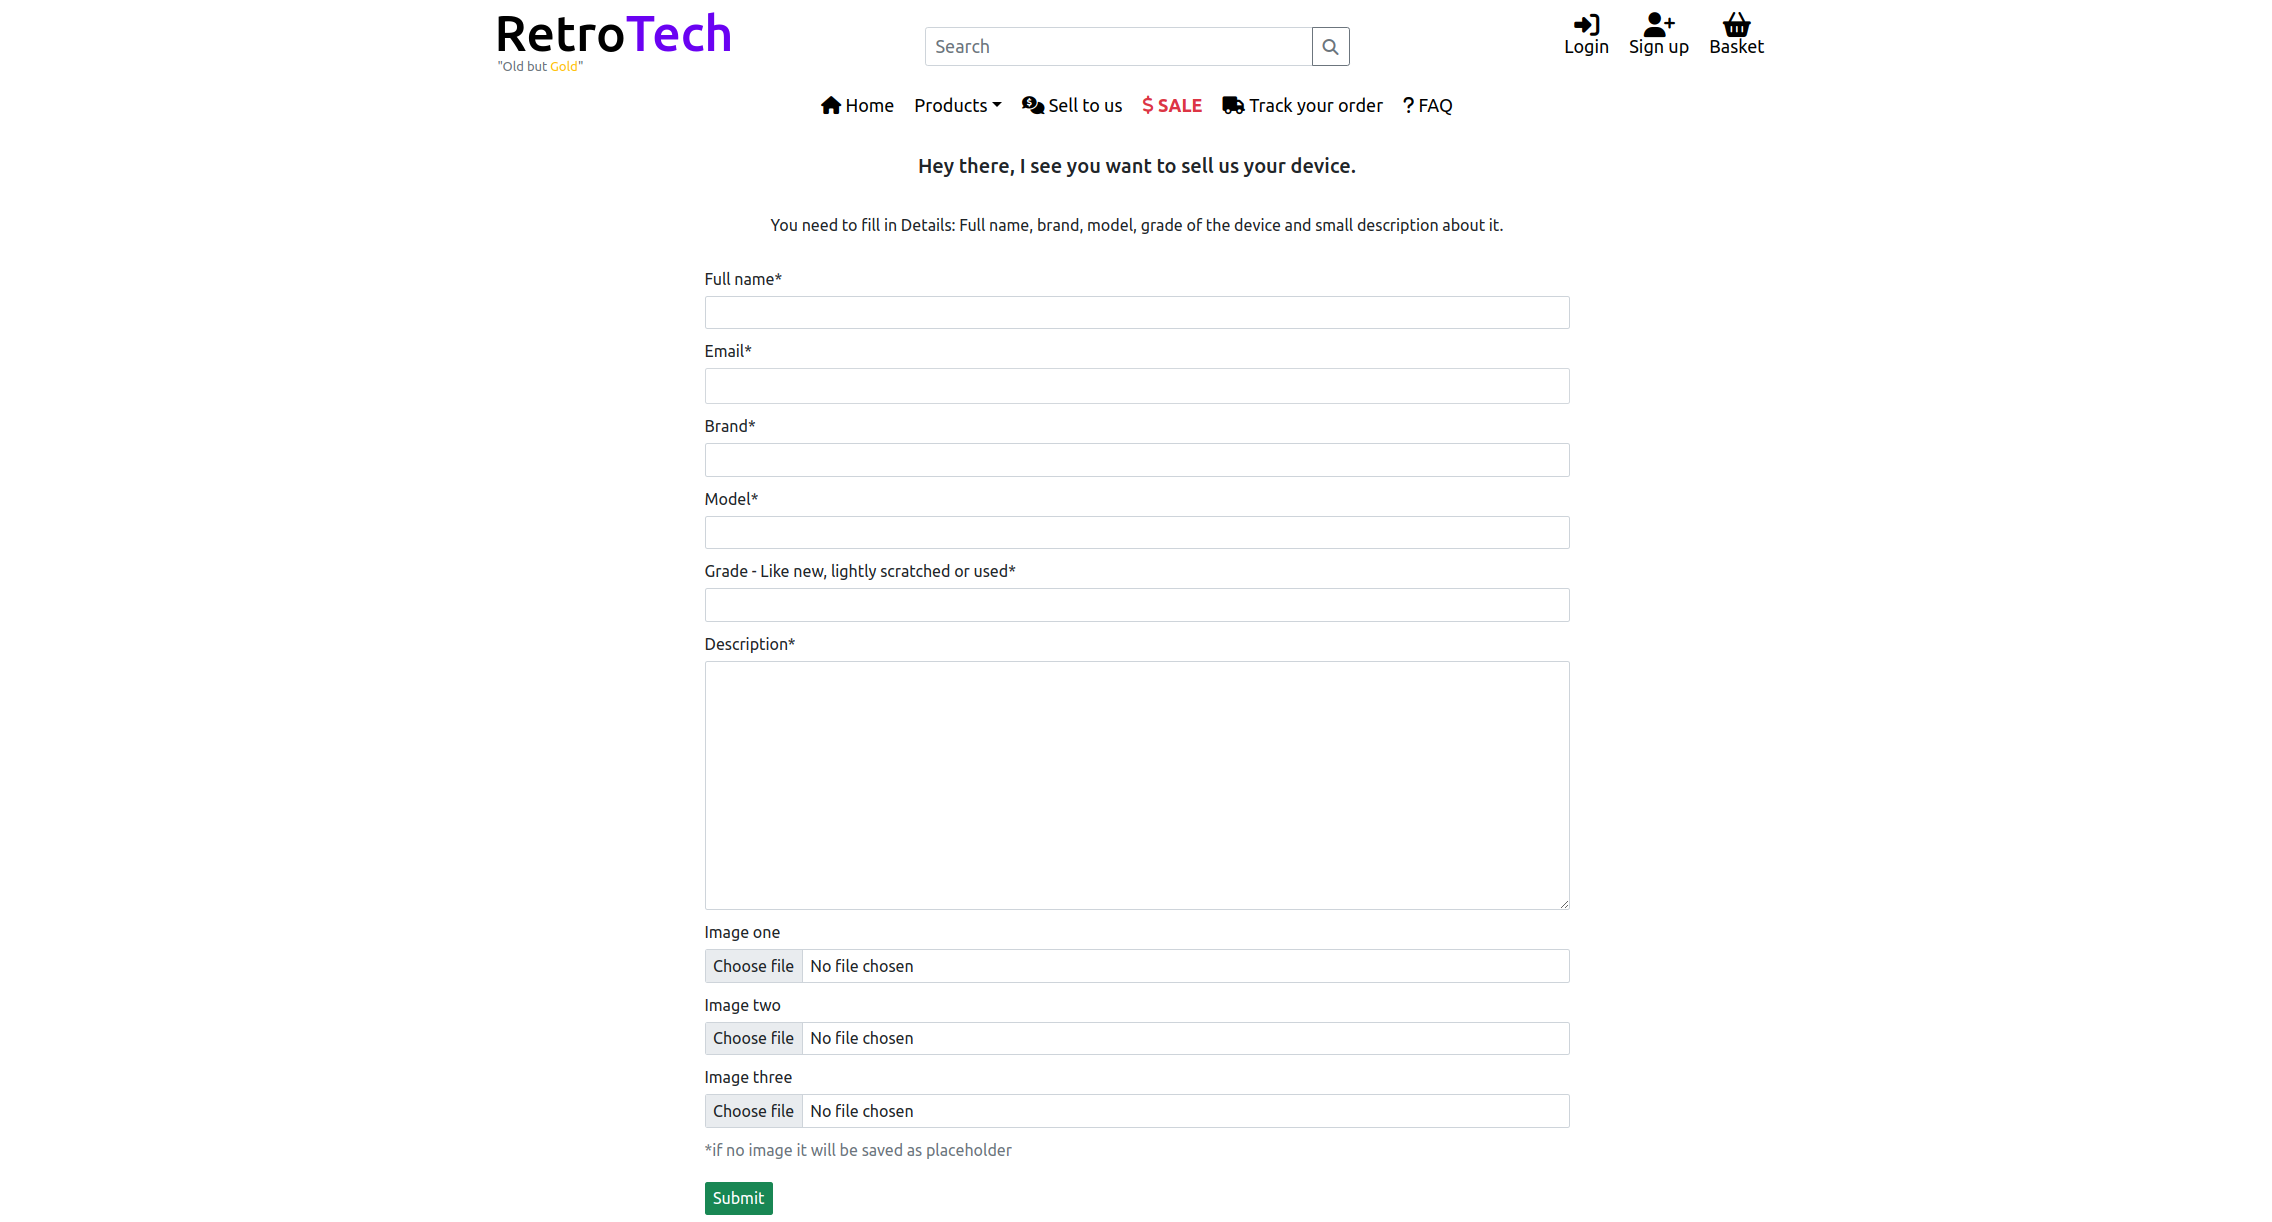 RetroTech
"Old but Gold"
Search
Login
Sign up
Basket
Home
Products
Sell to us
$ SALE
Track your order
? FAQ
Hey there, I see you want to sell us your device.
You need to fill in Details: Full name, brand, model, grade of the device and small description about it.
Full name*
Email*
Brand*
Model*
Grade - Like new, lightly scratched or used*
Description*
Image one
Choose file No file chosen
Image two
Choose file No file chosen
Image three
Choose file No file chosen
*if no image it will be saved as placeholder
Submit